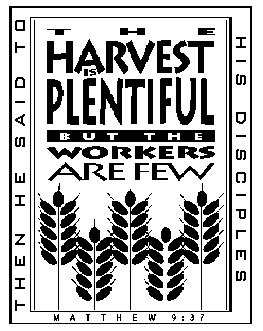 THEN HE SAID TO
HIS DISCIPLES
THE
HARVEST
IS
PLENTIFUL
BUT THE
WORKERS
ARE FEW
MATTHEW 9:37